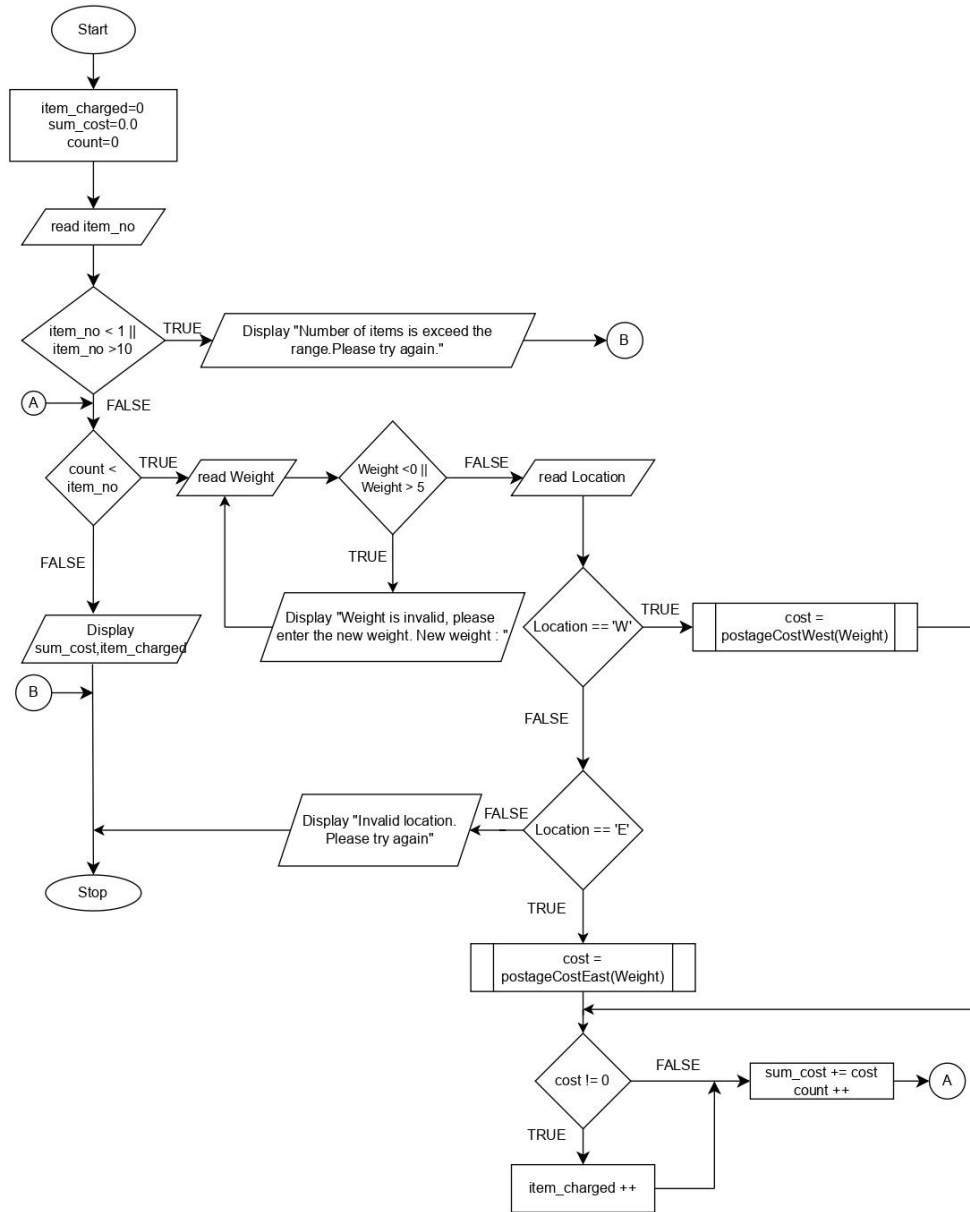 Start
item_charged=0
sum_cost=0.0
count=0
read item_no
item_no < 1 ||
item_no >10
TRUE
Display "Number of items is exceed the
range.Please try again."
B
A
FALSE
count <
item_no
TRUE
read Weight
Weight <0 ||
Weight > 5
FALSE
read Location
FALSE
TRUE
Display
sum_cost,item_charged
Display "Weight is invalid, please
enter the new weight. New weight : "
Location == 'W'
TRUE
cost =
postageCostWest(Weight)
B
FALSE
Display "Invalid location.
Please try again"
FALSE
Location == 'E'
Stop
TRUE
cost =
postageCostEast(Weight)
cost != 0
FALSE
sum_cost += cost
count ++
A
TRUE
item_charged ++